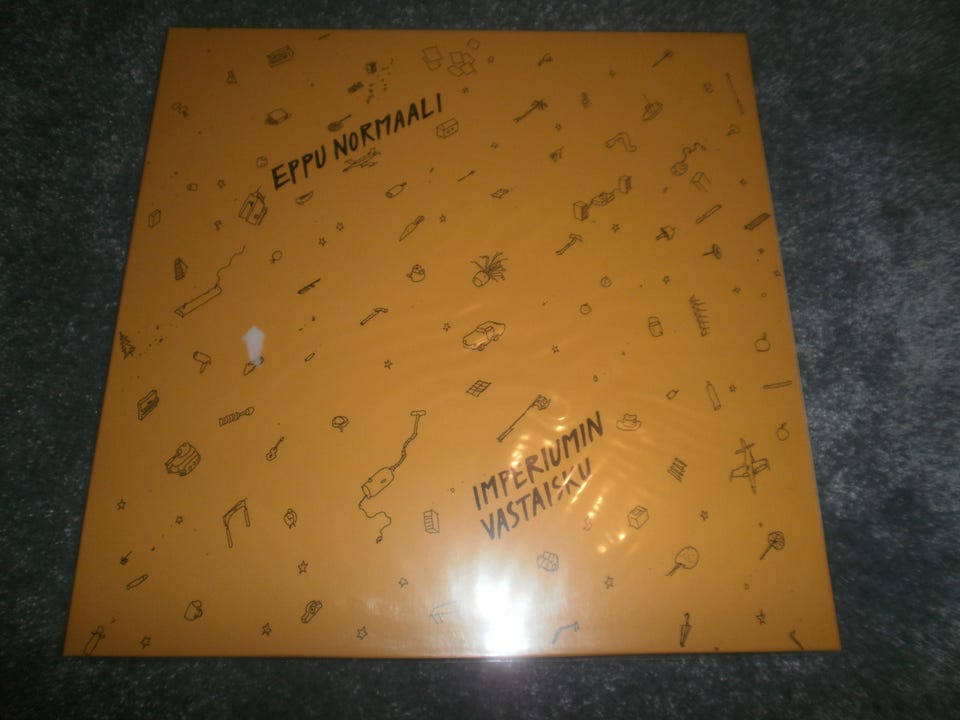 EPPU NORMAALI
IMPERIUMIN
VASTAISKU